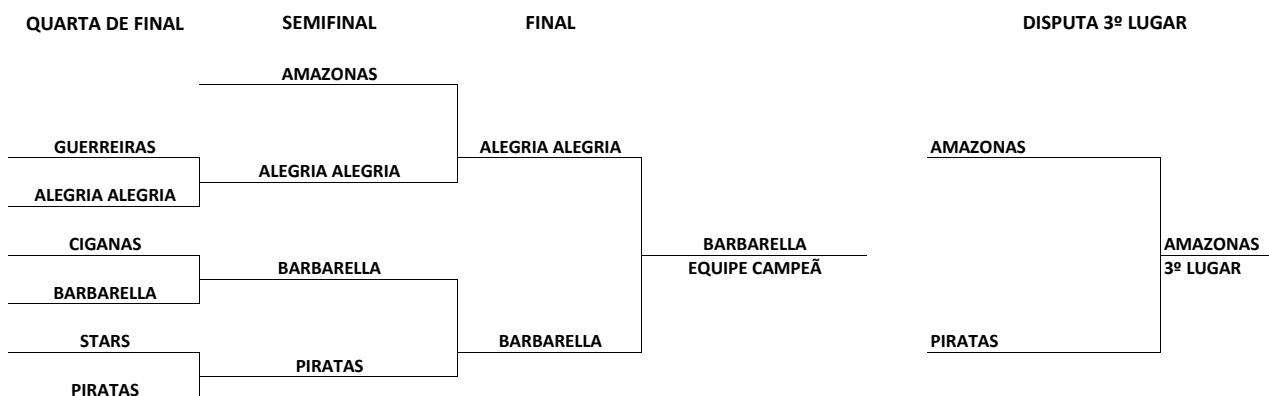 QUARTA DE FINAL SEMIFINAL FINAL DISPUTA 3º LUGAR
AMAZONAS
GUERREIRAS ALEGRIA ALEGRIA AMAZONAS
ALEGRIA ALEGRIA
ALEGRIA ALEGRIA
CIGANAS BARBARELLA AMAZONAS
BARBARELLA EQUIPE CAMPEÃ 3º LUGAR
BARBARELLA
STARS BARBARELLA PIRATAS
PIRATAS
PIRATAS